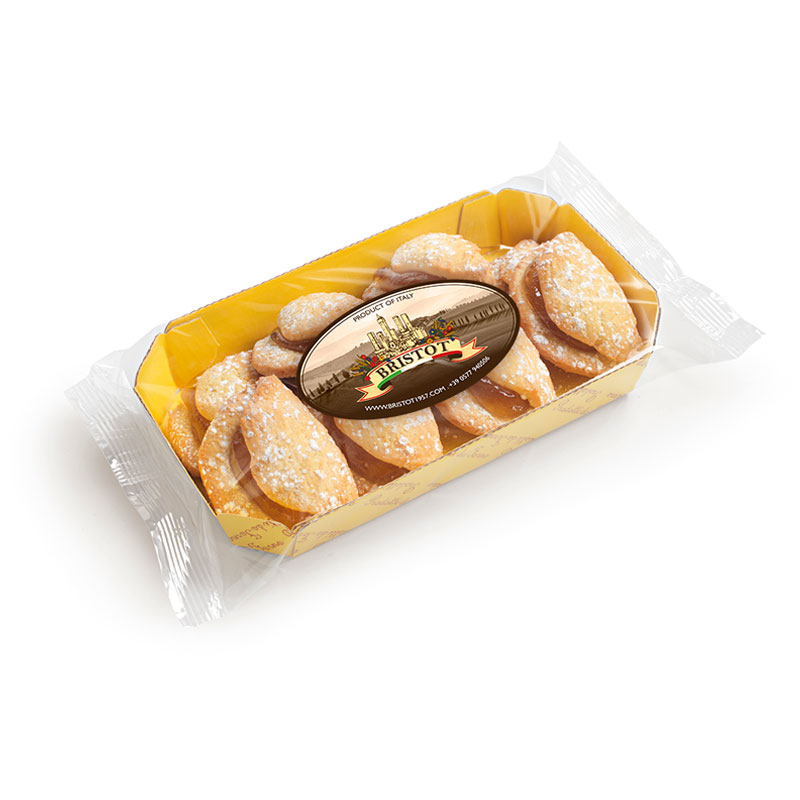 PRODUCT OF ITALY
BRISTOT
WWW.BRISTOT1957.COM . +39 0577 940506